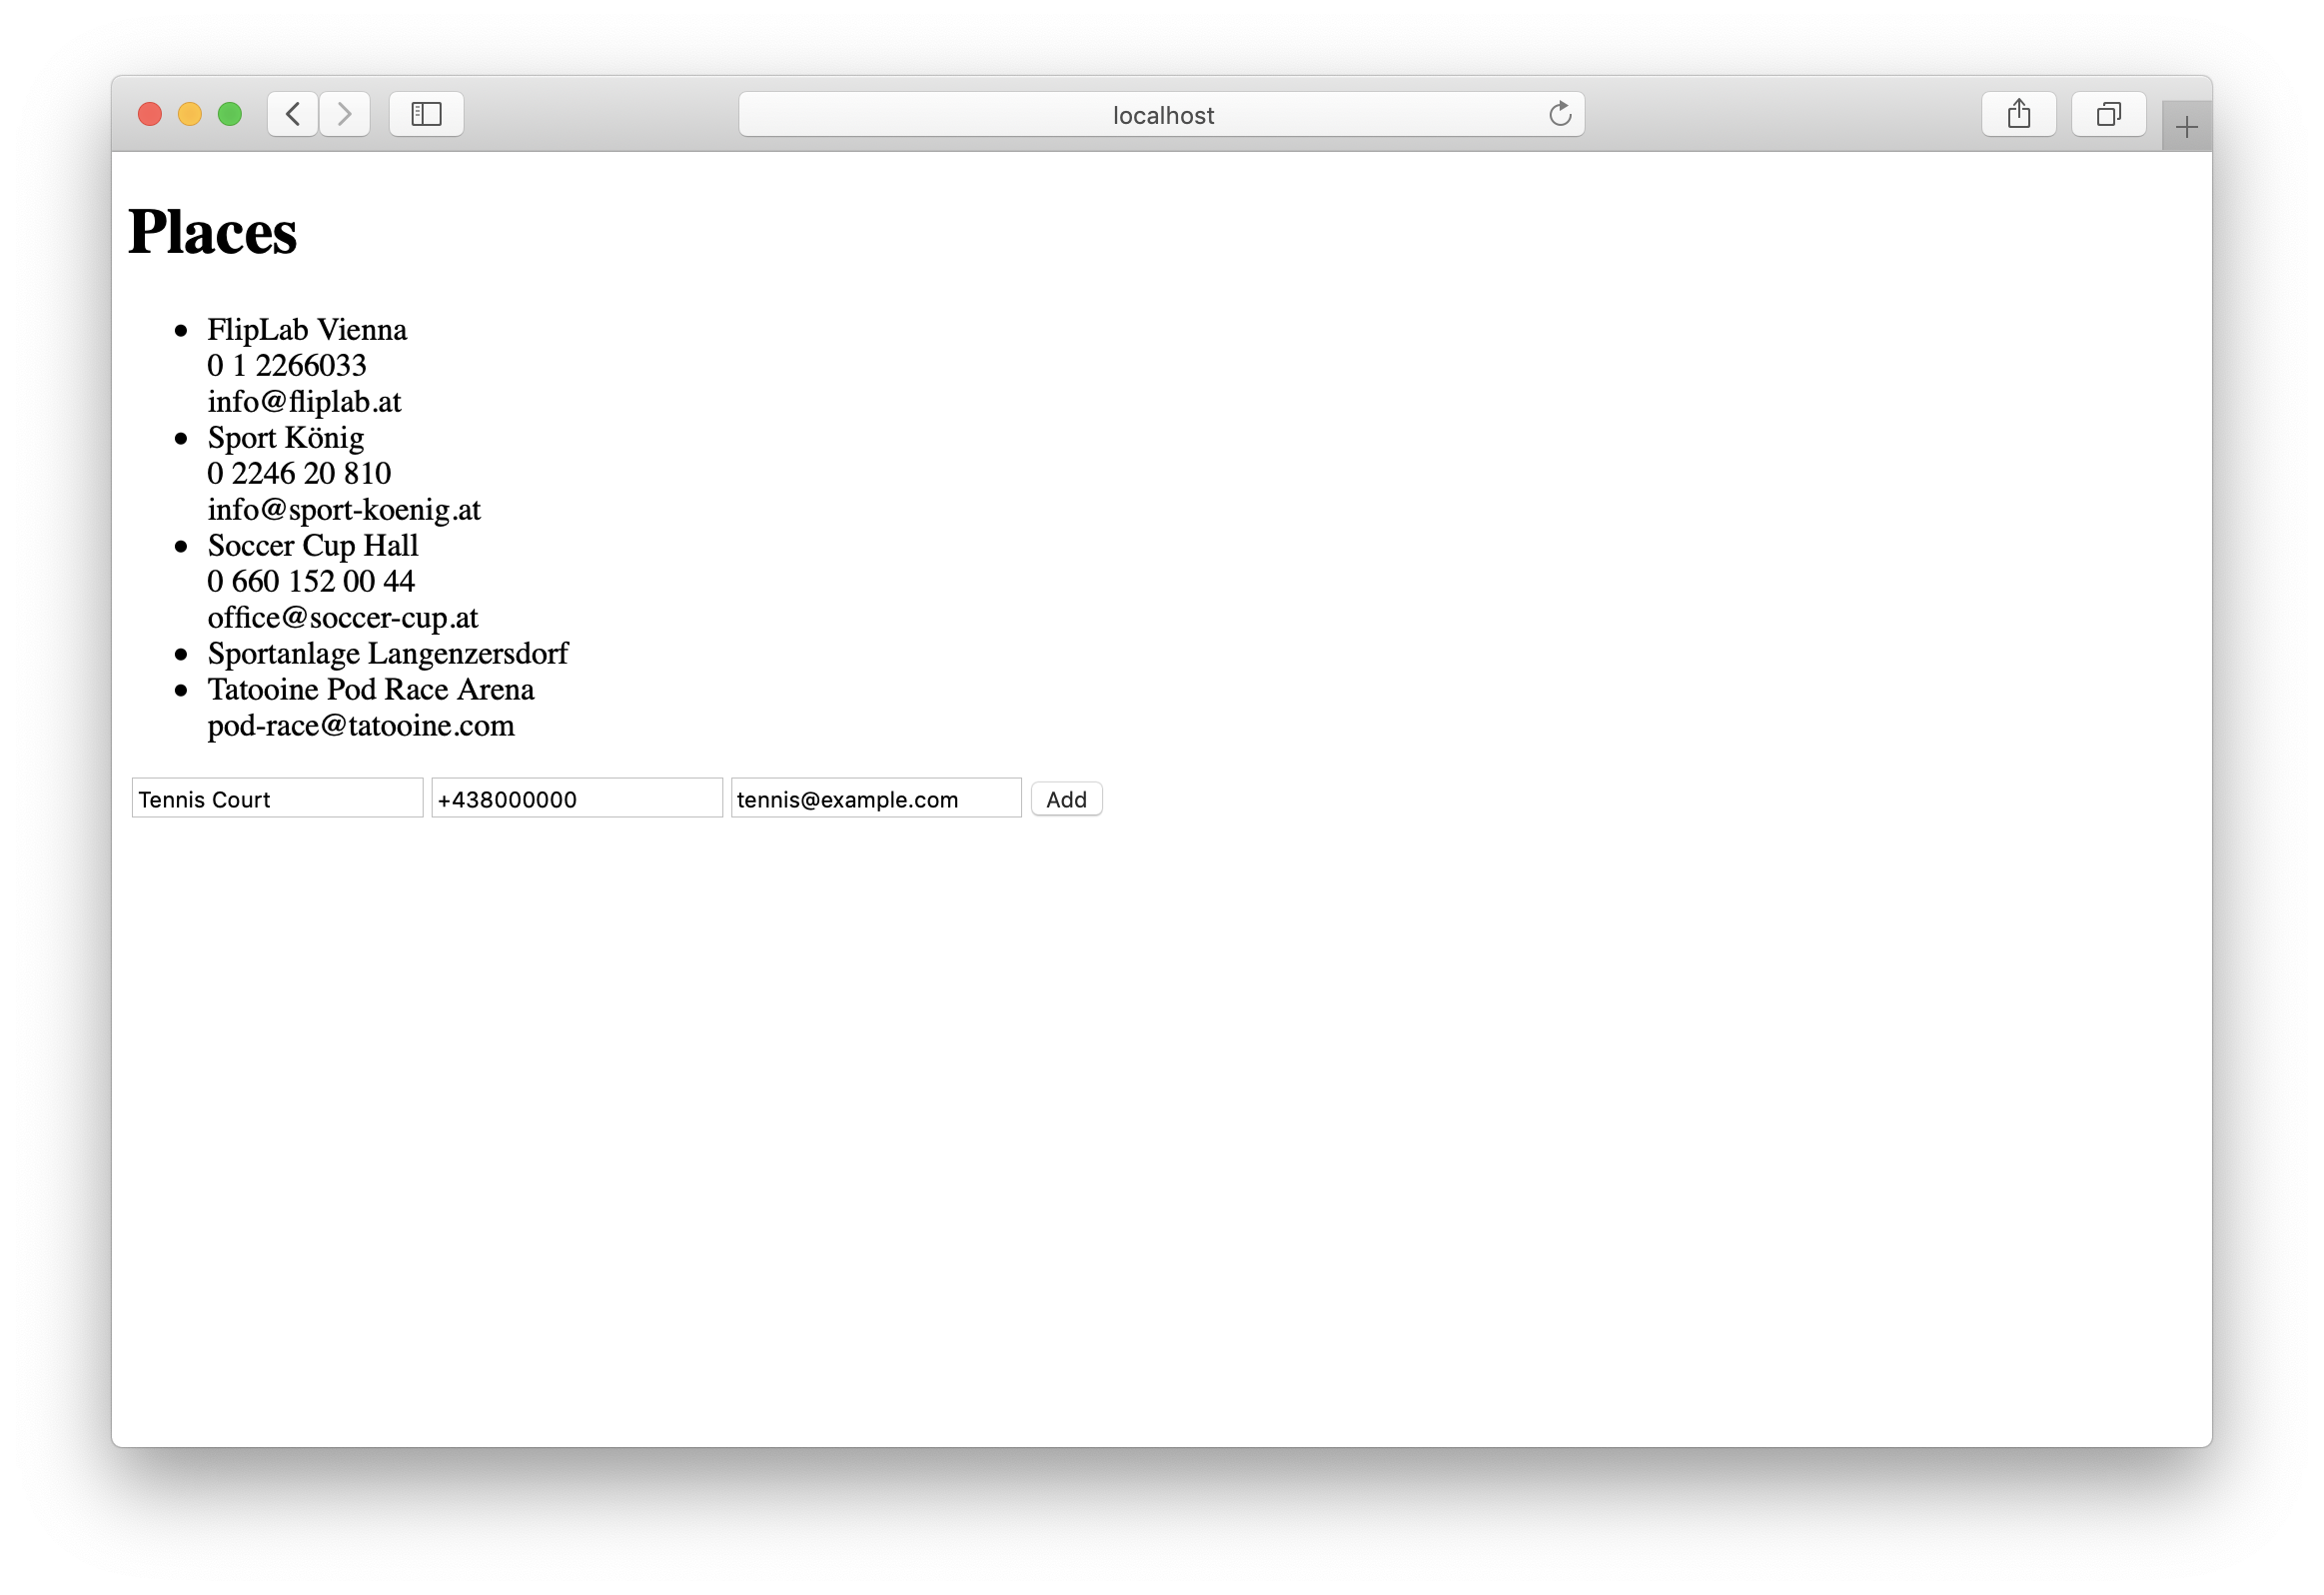 localhost
Places
FlipLab Vienna
0 1 2266033
info@fliplab.at
Sport König
0 2246 20 810
info@sport-koenig.at
Soccer Cup Hall
0 660 152 00 44
office@soccer-cup.at
Sportanlage Langenzersdorf
Tatooine Pod Race Arena
pod-race@tatooine.com
Tennis Court +438000000 tennis@example.com Add